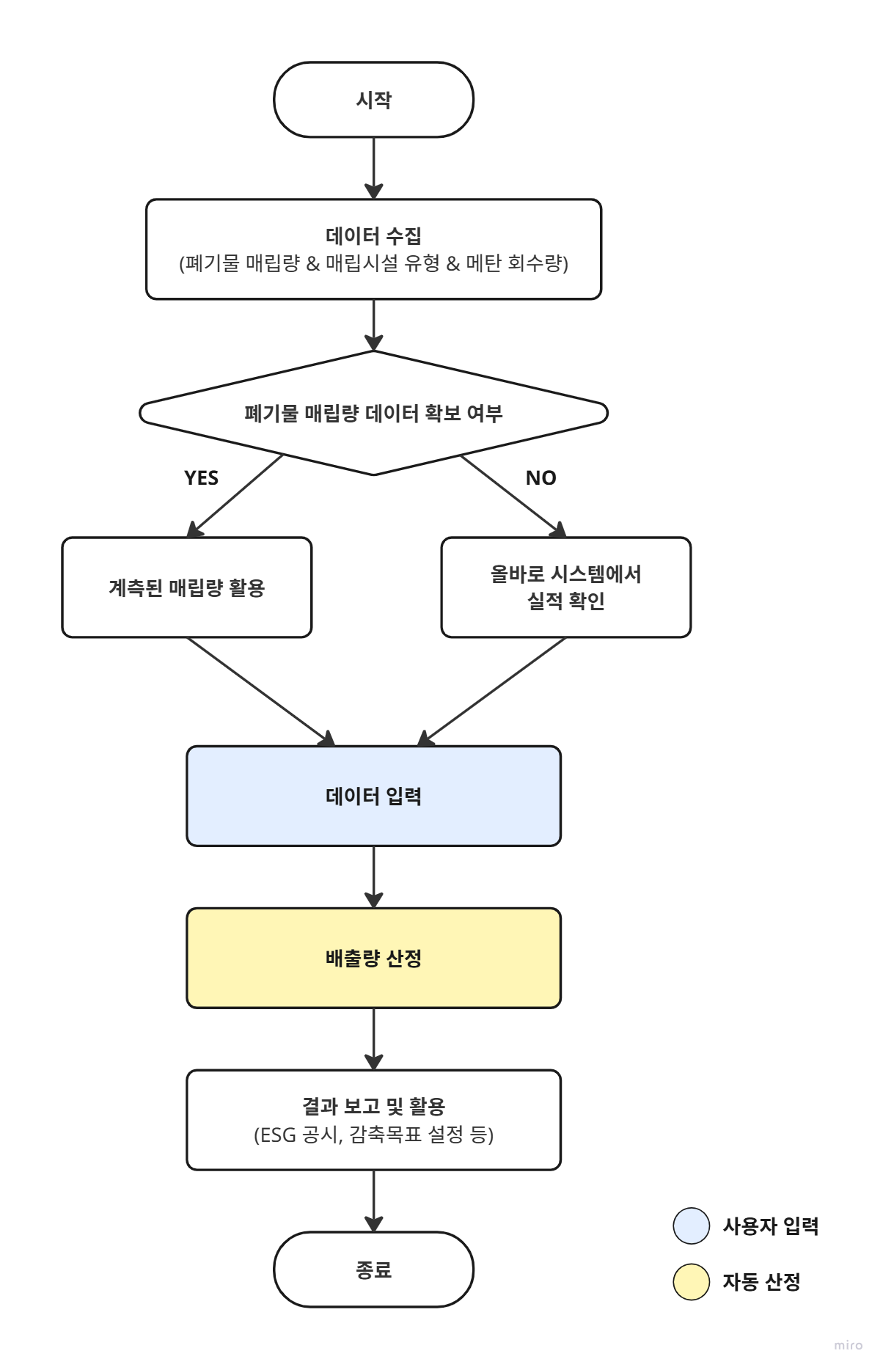 시작
데이터 수집
(폐기물 매립량 & 매립시설 유형 & 메탄 회수량)
폐기물 매립량 데이터 확보 여부
YES
NO
계측된 매립량 활용
올바로 시스템에서
실적 확인
데이터 입력
배출량 산정
결과 보고 및 활용
(ESG 공시, 감축목표 설정 등)
종료
사용자 입력
자동 산정
miro